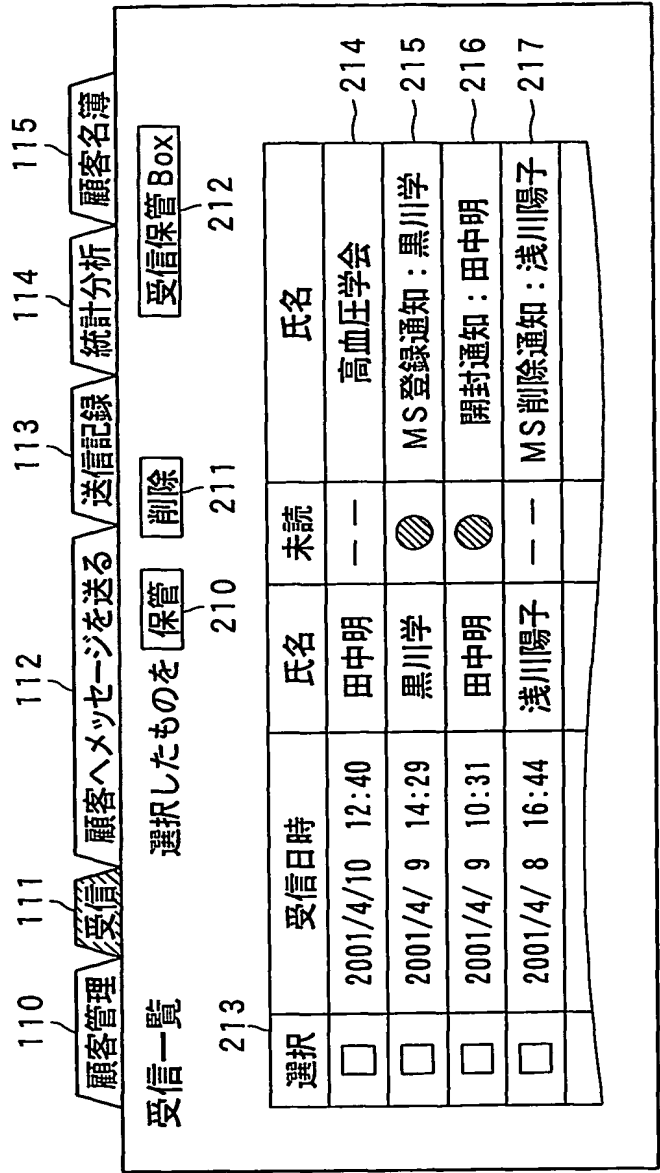 110 111 112 113 114 115
顧客管理 受信 顧客へメッセージを送る 送信記録 統計分析 顧客名簿
受信一覧 選択したものを 保管 削除 受信保管Box
210 211 212
213
選択 受信日時 氏名 未読 氏名
□ 2001/4/10 12:40 田中明 −− 高血圧学会 214
□ 2001/4/ 9 14:29 黒川学 MS登録通知：黒川学 215
□ 2001/4/ 9 10:31 田中明 開封通知：田中明 216
□ 2001/4/ 8 16:44 浅川陽子 −− MS削除通知：浅川陽子 217